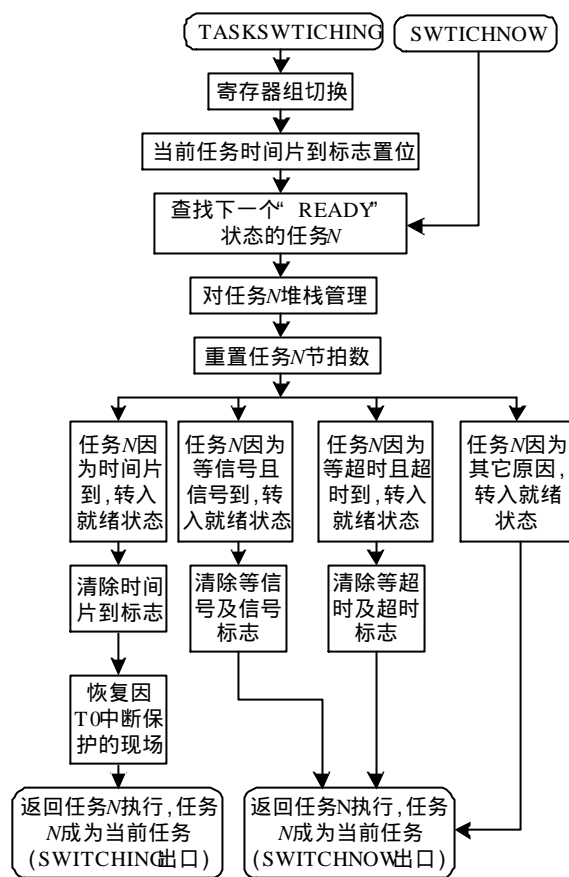 TASKSWTICHING
SWTICHNOW
寄存器组切换
当前任务时间片到标志置位
查找下一个“ READY”
状态的任务N
对任务N堆栈管理
重置任务N节拍数
任务N因
为时间片
到,转入
就绪状态
任务N因为
等信号且
信号到,转
入就绪状态
任务N因为
等超时且超
时到,转入
就绪状态
任务N因为
其它原因,
转入就绪
状态
清除时间
片到标志
清除等信
号及信号
标志
清除等超
时及超时
标志
恢复因
T0中断保
护的现场
返回任务N执行,任务
N成为当前任务
(SWITCHING出口)
返回任务N执行,任务
N成为当前任务
(SWITCHNOW出口)